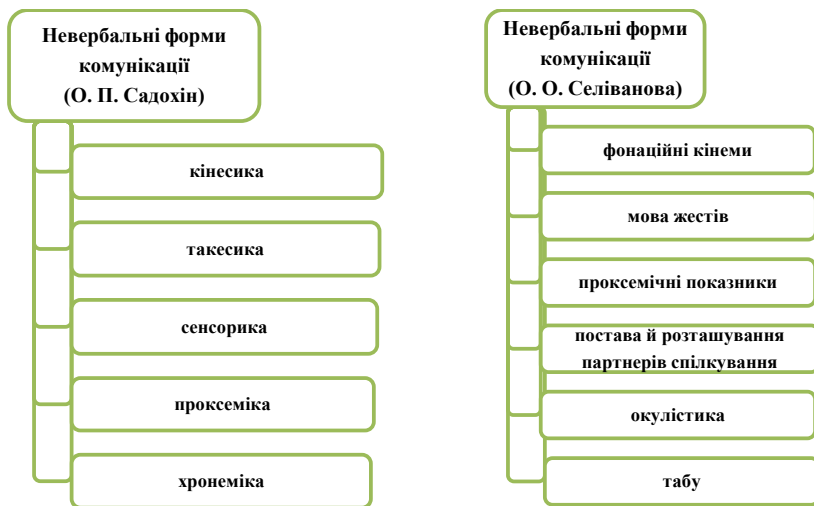 Невербальні форми
комунікації
(О. П. Садохін)
кінесика
такесика
сенсорика
проксеміка
хронеміка
Невербальні форми
комунікації
(О. О. Селіванова)
фонаційні кінеми
мова жестів
проксемічні показники
постава й розташування
партнерів спілкування
окулістика
табу